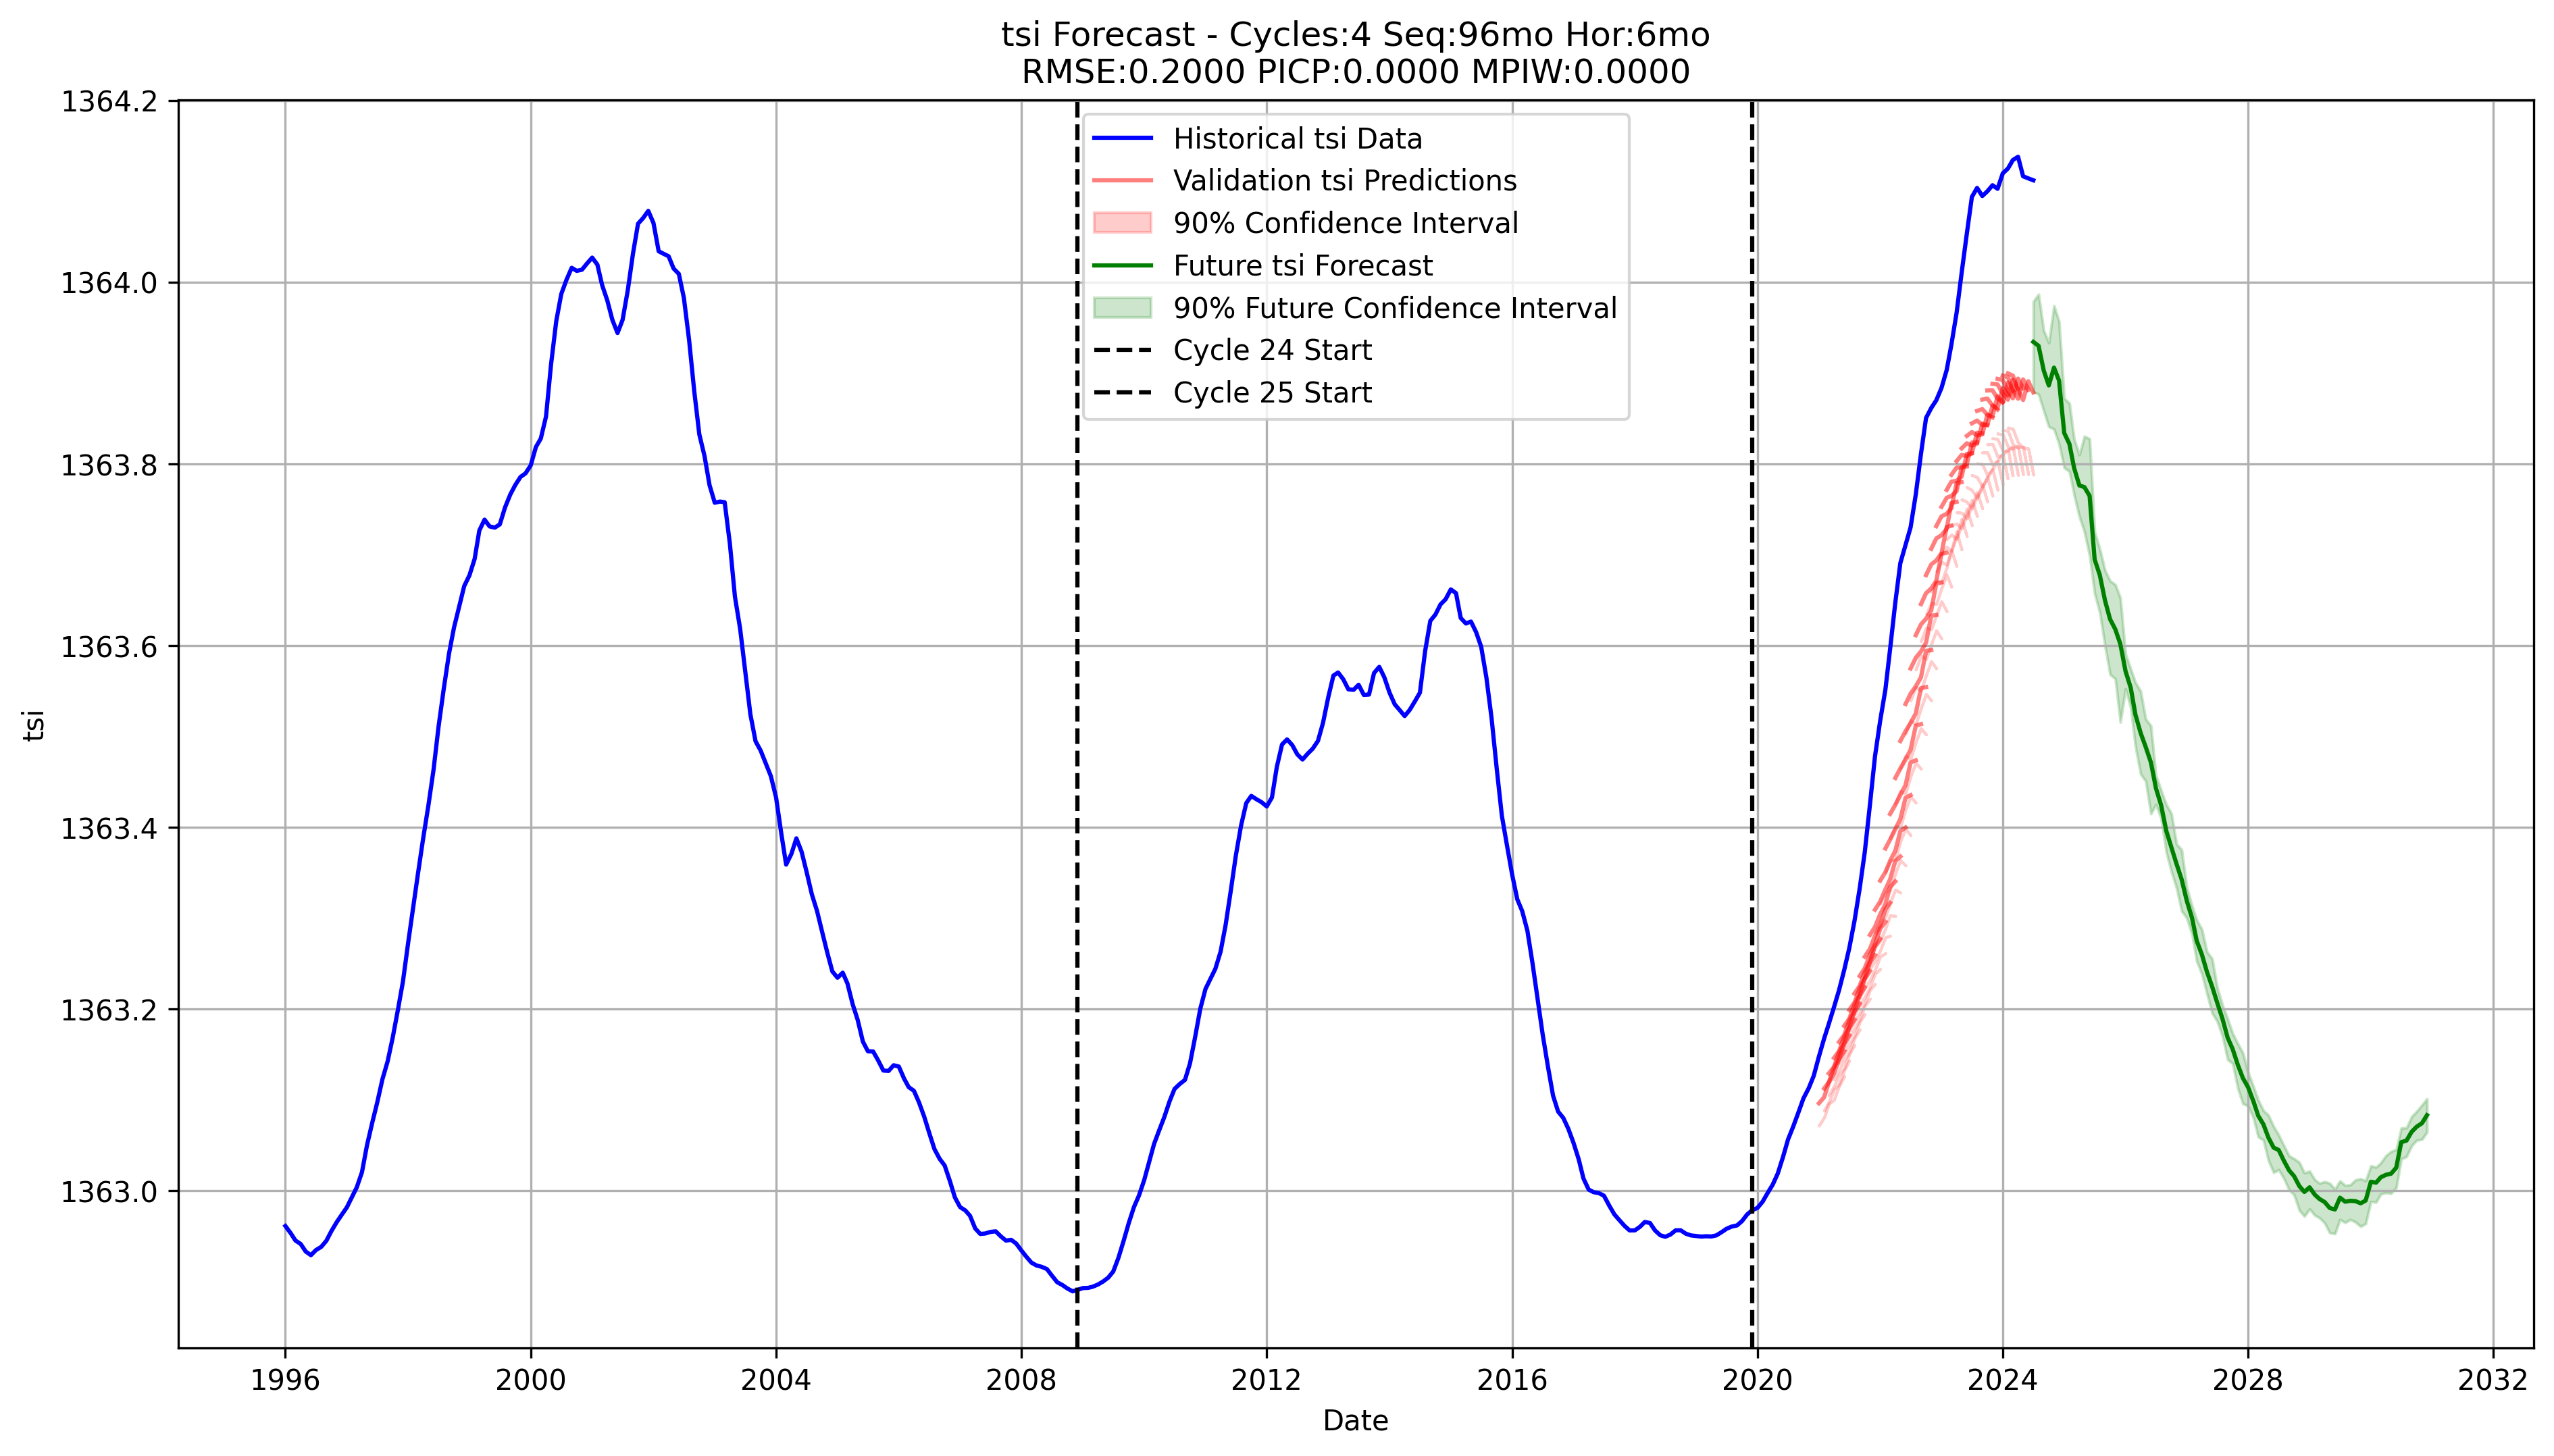 tsi Forecast - Cycles:4 Seq:96mo Hor:6mo
RMSE:0.2000 PICP:0.0000 MPIW:0.0000
1364.2
1364.0
1363.8
1363.6
1363.4
1363.2
1363.0
tsi
Historical tsi Data
Validation tsi Predictions
90% Confidence Interval
Future tsi Forecast
90% Future Confidence Interval
Cycle 24 Start
Cycle 25 Start
1996 2000 2004 2008 2012 2016 2020 2024 2028 2032
Date